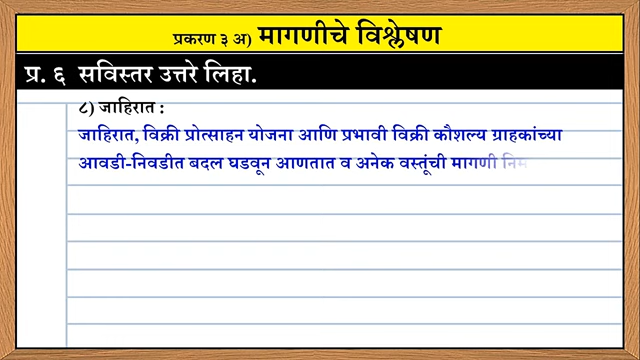 प्रकरण ३ अ) मागणीचे विश्लेषण
प्र. ६ सविस्तर उत्तरे लिहा.
८) जाहिरात :
जाहिरात, विक्री प्रोत्साहन योजना आणि प्रभावी विक्री कौशल्य ग्राहकांच्या
आवडी-निवडीत बदल घडवून आणतात व अनेक वस्तूंची मागणी